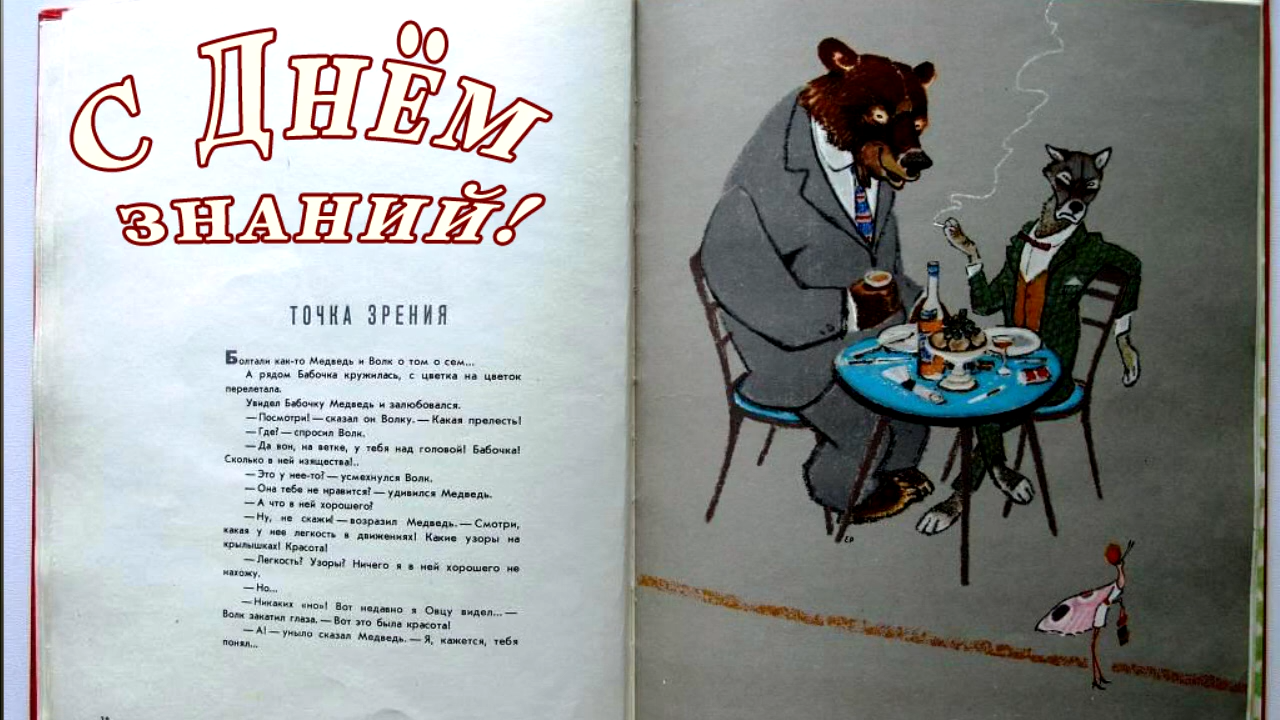 С Днём
знаний!
ТОЧКА ЗРЕНИЯ
Болтали как-то Медведь и Волк о том о сем...
А рядом Бабочка кружилась, с цветка на цветок
перелетала.
Увидел Бабочку Медведь и залюбовался.
— Посмотри! — сказал он Волку. — Какая прелесть!
— Где? — спросил Волк.
— Да вон, на ветке, у тебя над головой! Бабочка!
Сколько в ней изящества!..
— Это у нее-то? — усмехнулся Волк.
— Она тебе не нравится? — удивился Медведь.
— А что в ней хорошего?
— Ну, не скажи! — возразил Медведь. — Смотри,
какая у нее легкость в движениях! Какие узоры на
крылышках! Красота!
— Легкость? Узоры? Ничего я в ней хорошего не
нахожу.
— Но...
— Никаких «но»! Вот недавно я Овцу видел... —
Волк закатил глаза. — Вот это была красота!
— А! — уныло сказал Медведь. — Я, кажется, тебя
понял...
ЕР